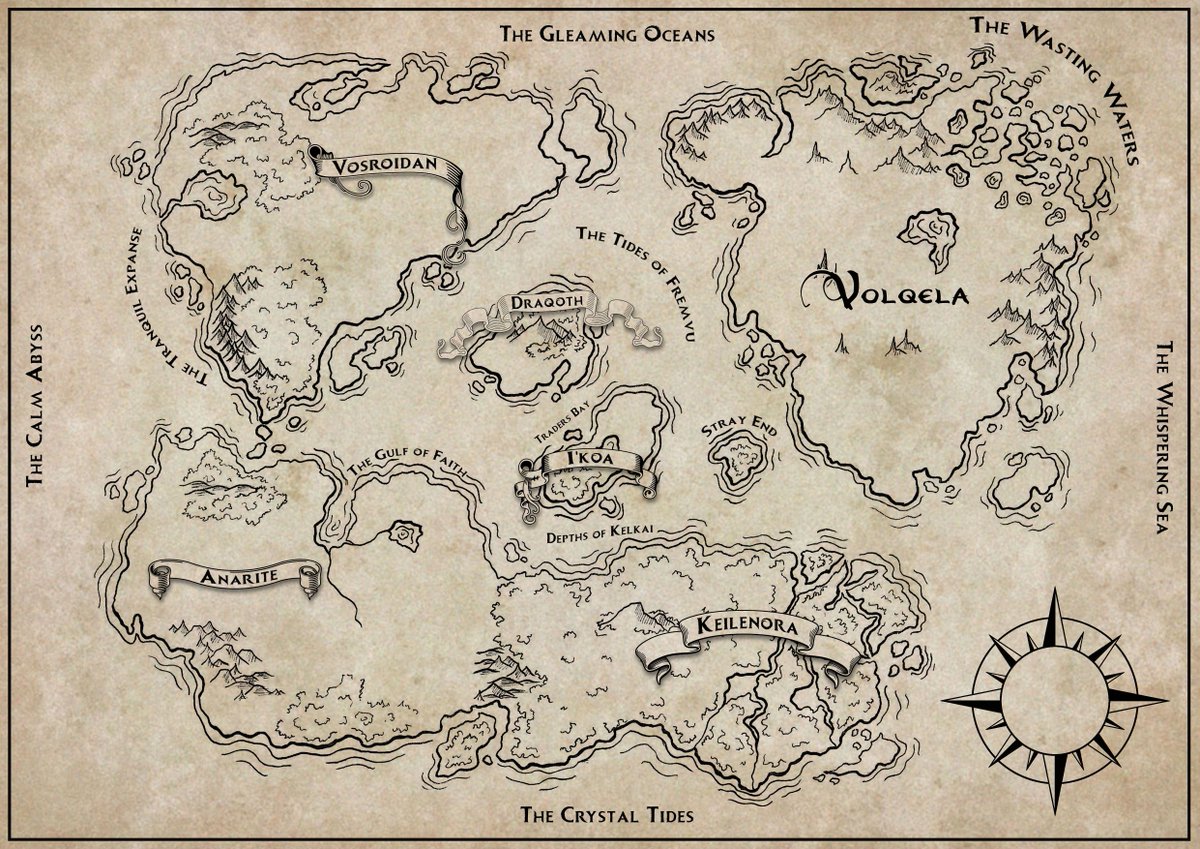 The Gleaming Oceans
The Wasting Waters
Vosroidan
The Tranquil Expanse
The Tides of Fremvu
Draqoth
Volqela
The Calm Abyss
The Whispering Sea
Traders Bay
Stray End
I'koa
The Gulf of Faith
Depths of Kelkai
Anarite
Keilenora
The Crystal Tides